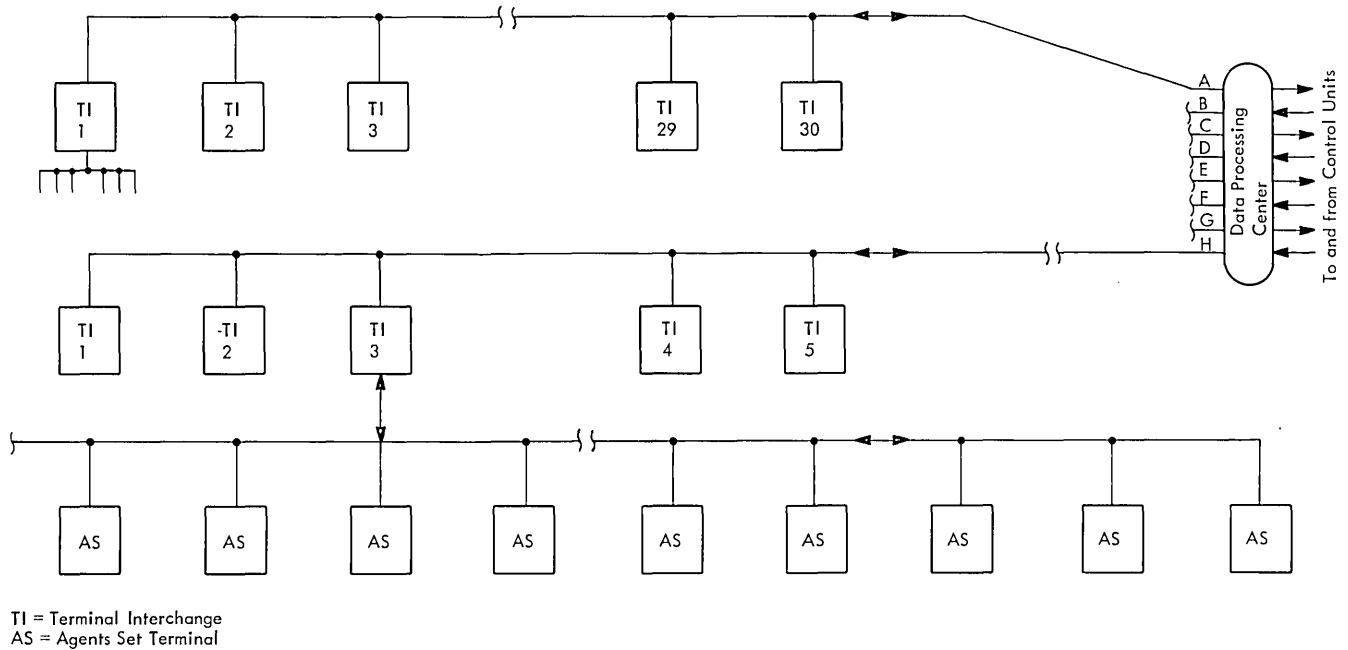 TI
1
TI
2
TI
3
TI
29
TI
30
A
B
C
D
E
F
G
H
Data Processing
Center
To and from Control Units
TI
1
-TI
2
TI
3
TI
4
TI
5
AS
AS
AS
AS
AS
AS
AS
AS
AS
TI = Terminal Interchange
AS = Agents Set Terminal